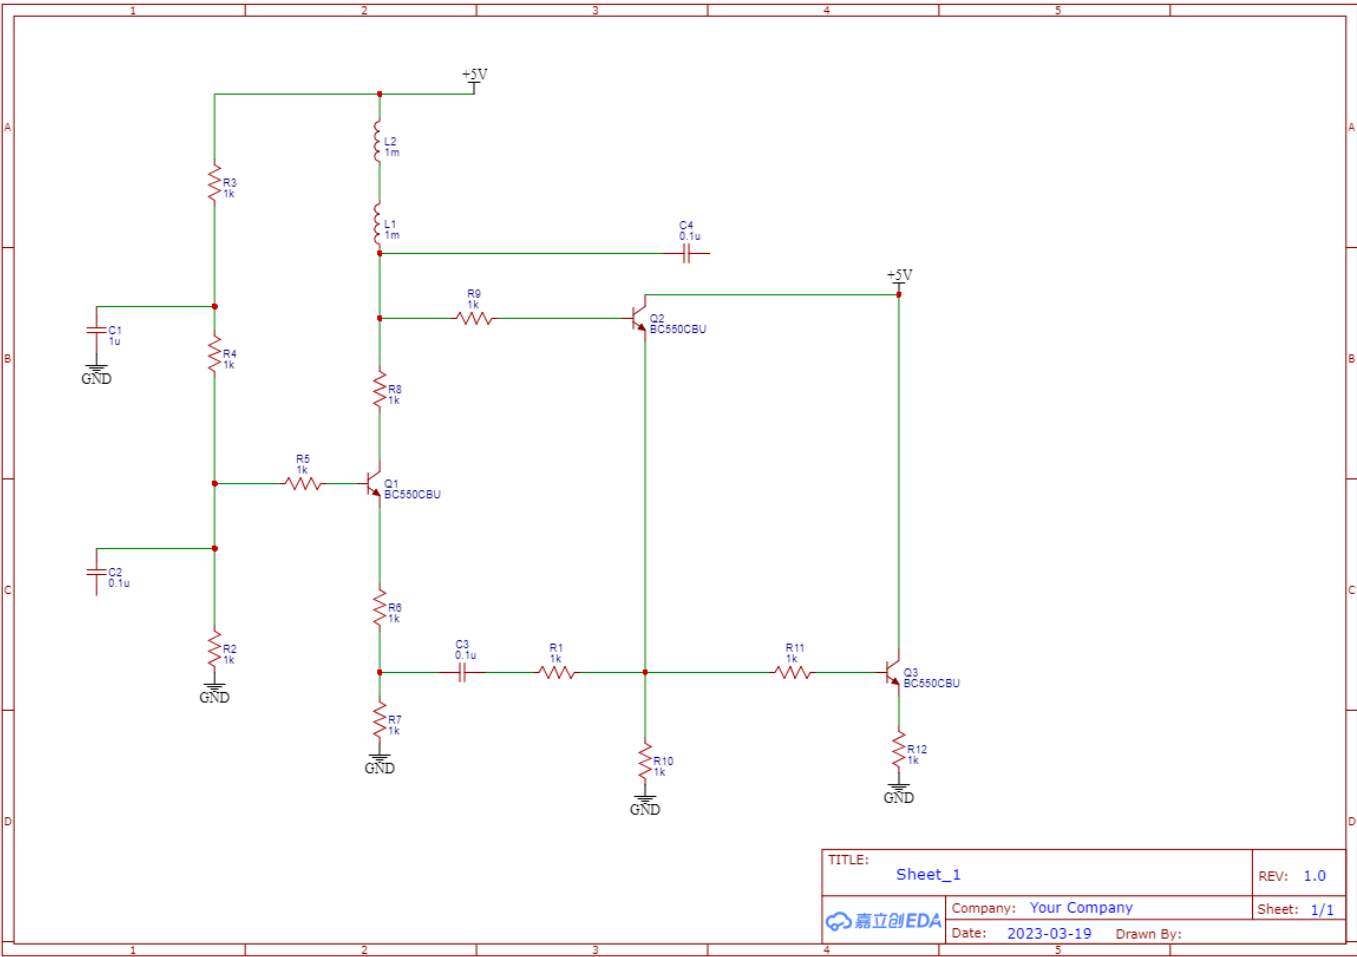 1 2 3 4 5
A A
+5V
L2
1m
R3
1k
L1
1m
C4
0.1u
+5V
R9
1k
Q2
BC550CBU
C1
1u
GND
R4
1k
B B
R8
1k
R5
1k
Q1
BC550CBU
C2
0.1u
C C
R6
1k
R2
1k
GND
C3
0.1u
R1
1k
R11
1k
Q3
BC550CBU
R7
1k
GND
R10
1k
GND
R12
1k
GND
D D
TITLE:
Sheet_1
REV: 1.0
嘉立创EDA
Company: Your Company
Sheet: 1/1
Date: 2023-03-19 Drawn By:
1 2 3 4 5